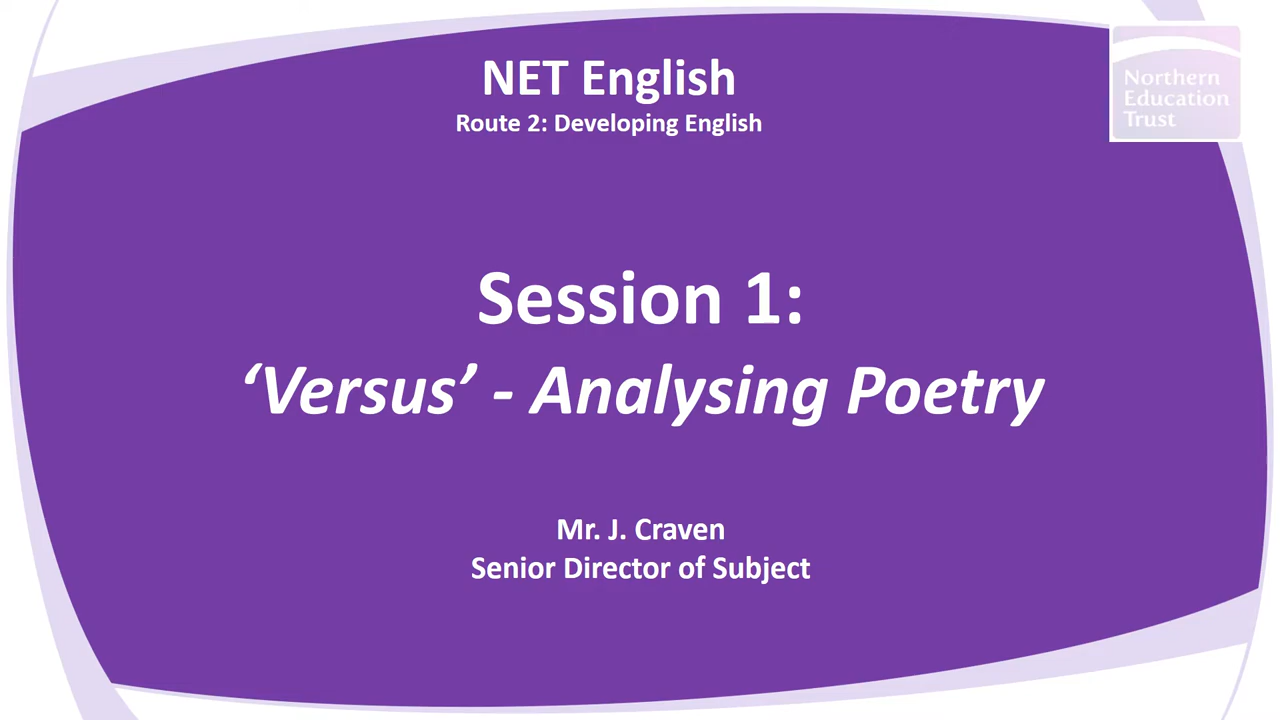 NET English
Route 2: Developing English
Northern
Education
Trust
Session 1:
‘Versus’ - Analysing Poetry
Mr. J. Craven
Senior Director of Subject